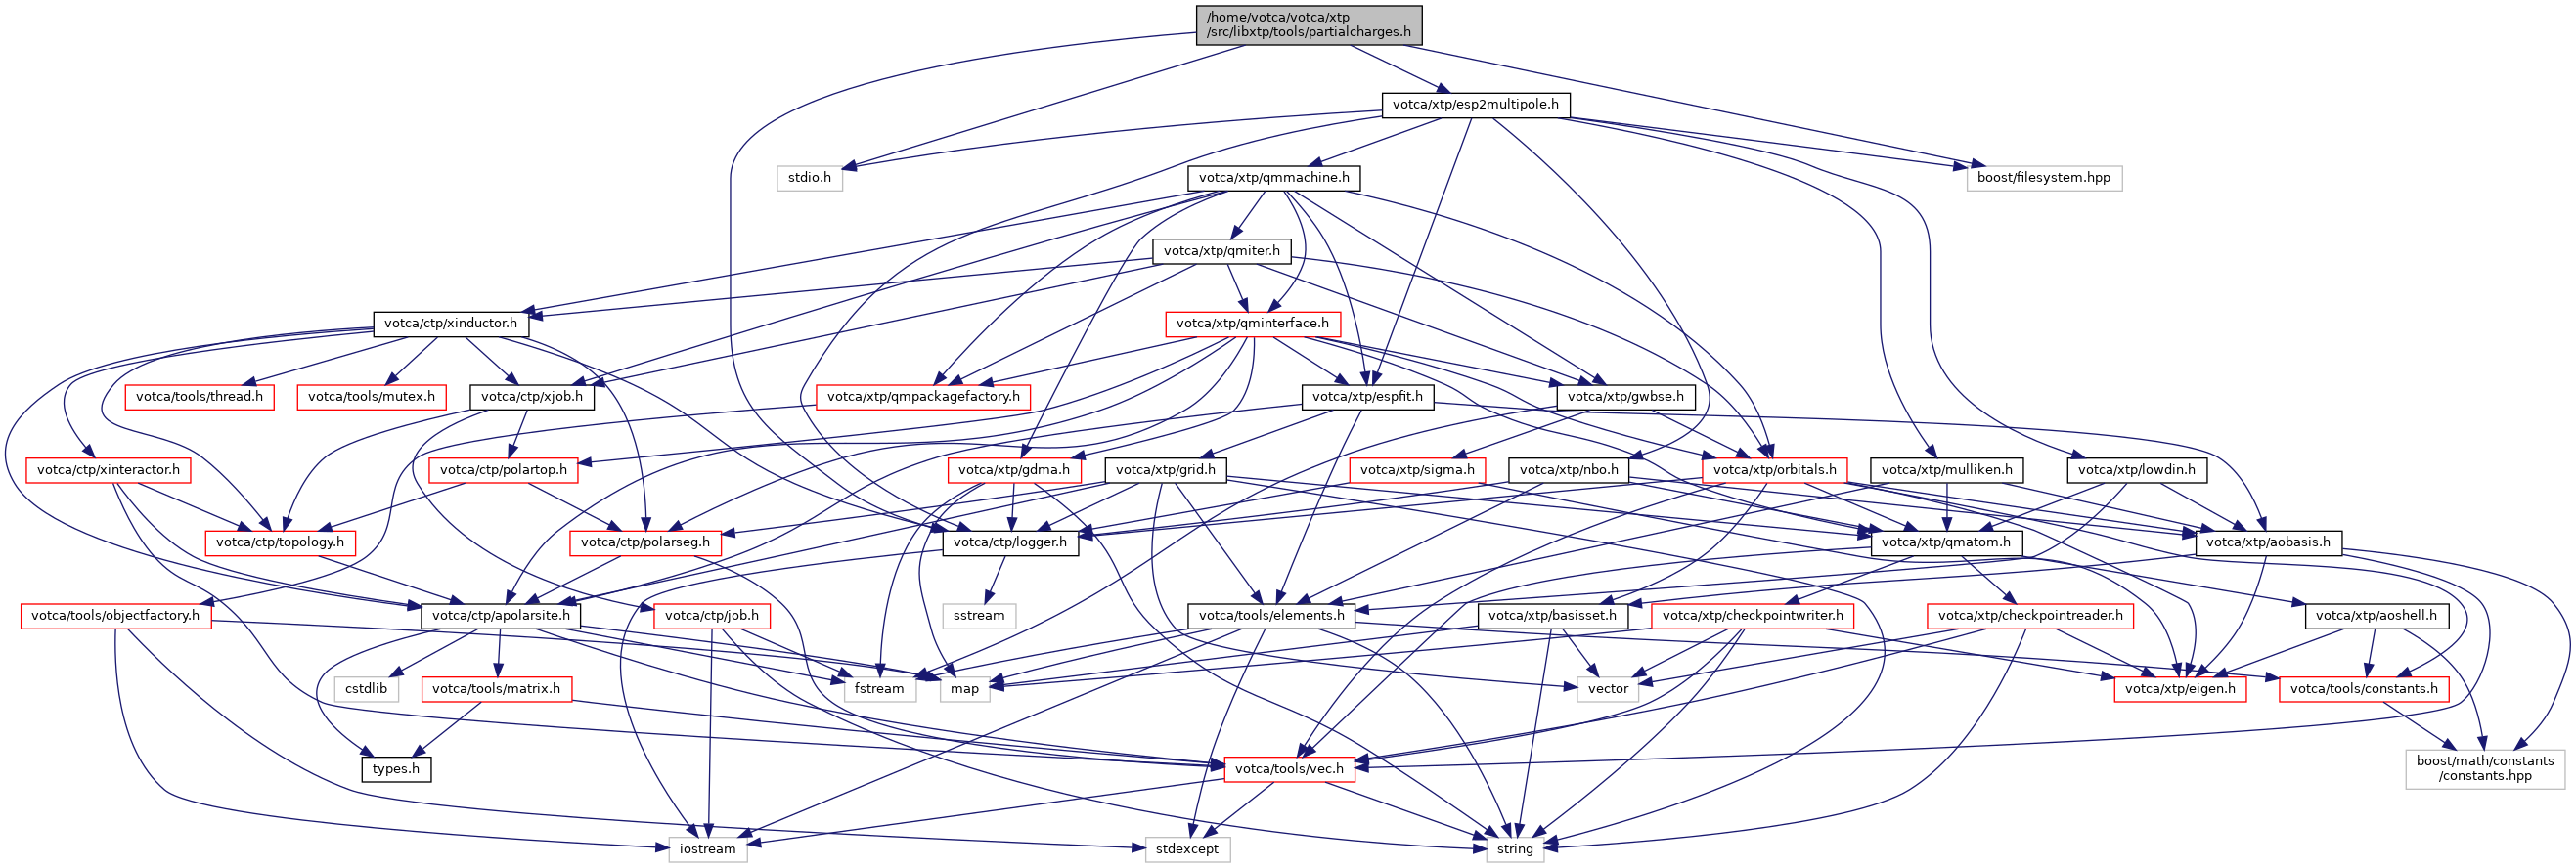 /home/votca/votca/xtp
/src/libxtp/tools/partialcharges.h
votca/xtp/esp2multipole.h
stdio.h
votca/xtp/qmmachine.h
boost/filesystem.hpp
votca/xtp/qmiter.h
votca/ctp/xinductor.h
votca/xtp/qminterface.h
votca/tools/thread.h
votca/tools/mutex.h
votca/ctp/xjob.h
votca/xtp/qmpackagefactory.h
votca/xtp/espfit.h
votca/xtp/gwbse.h
votca/ctp/xinteractor.h
votca/ctp/polartop.h
votca/xtp/gdma.h
votca/xtp/grid.h
votca/xtp/sigma.h
votca/xtp/nbo.h
votca/xtp/orbitals.h
votca/xtp/mulliken.h
votca/xtp/lowdin.h
votca/ctp/topology.h
votca/ctp/polarseg.h
votca/ctp/logger.h
votca/xtp/qmatom.h
votca/xtp/aobasis.h
votca/tools/objectfactory.h
votca/ctp/apolarsite.h
votca/ctp/job.h
sstream
votca/tools/elements.h
votca/xtp/basisset.h
votca/xtp/checkpointwriter.h
votca/xtp/checkpointreader.h
votca/xtp/aoshell.h
cstdlib
votca/tools/matrix.h
fstream
map
vector
votca/xtp/eigen.h
votca/tools/constants.h
types.h
votca/tools/vec.h
boost/math/constants
/constants.hpp
iostream
stdexcept
string